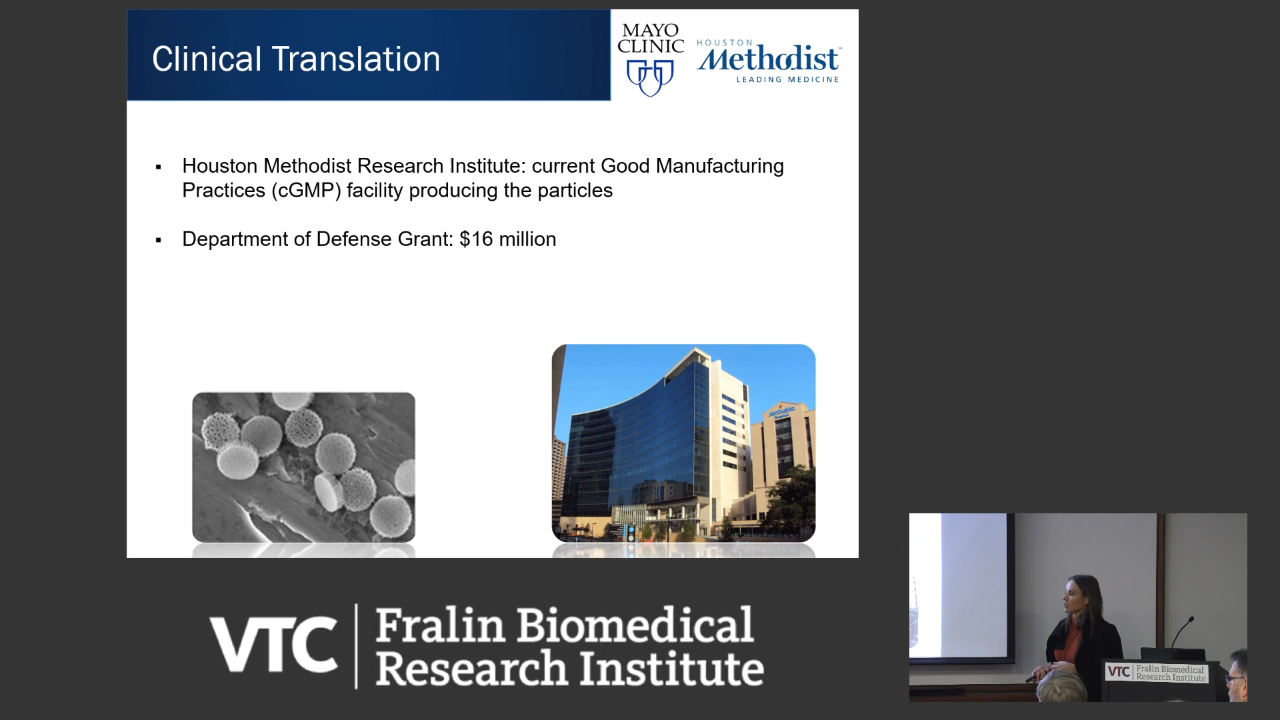 Clinical Translation
MAYO
CLINIC
HOUSTON
Methodist
LEADING MEDICINE
▪ Houston Methodist Research Institute: current Good Manufacturing
Practices (cGMP) facility producing the particles
▪ Department of Defense Grant: $16 million
Methodist
VTC Fralin Biomedical
Research Institute
VTC Fralin Biomedical
Research Institute